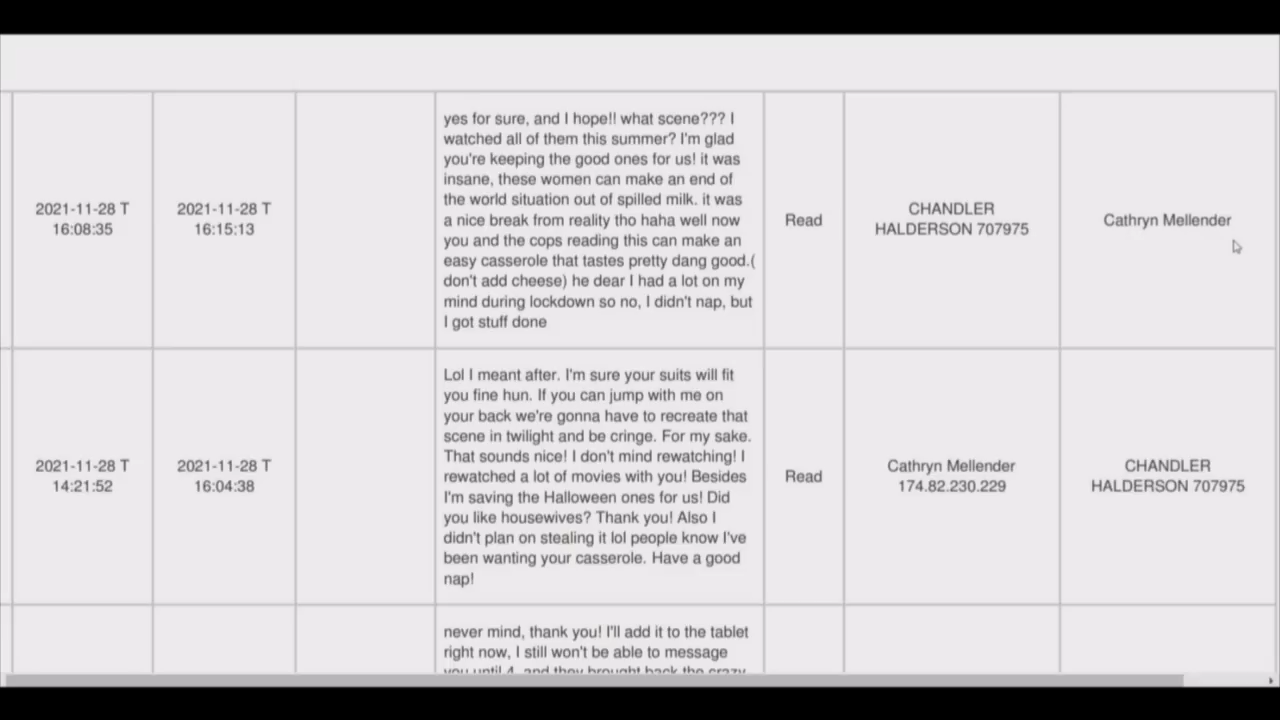 2021-11-28 T
16:08:35
2021-11-28 T
16:15:13
yes for sure, and I hope!! what scene??? I
watched all of them this summer? I'm glad
you're keeping the good ones for us! it was
insane, these women can make an end of
the world situation out of spilled milk. it was
a nice break from reality tho haha well now
you and the cops reading this can make an
easy casserole that tastes pretty dang good.(
don't add cheese) he dear I had a lot on my
mind during lockdown so no, I didn't nap, but
I got stuff done
Read
CHANDLER
HALDERSON 707975
Cathryn Mellender
2021-11-28 T
14:21:52
2021-11-28 T
16:04:38
Lol I meant after. I'm sure your suits will fit
you fine hun. If you can jump with me on
your back we're gonna have to recreate that
scene in twilight and be cringe. For my sake.
That sounds nice! I don't mind rewatching! I
rewatched a lot of movies with you! Besides
I'm saving the Halloween ones for us! Did
you like housewives? Thank you! Also I
didn't plan on stealing it lol people know I've
been wanting your casserole. Have a good
nap!
Read
Cathryn Mellender
174.82.230.229
CHANDLER
HALDERSON 707975
never mind, thank you! I'll add it to the tablet
right now, I still won't be able to message
you until 4, and they brought back the crazy